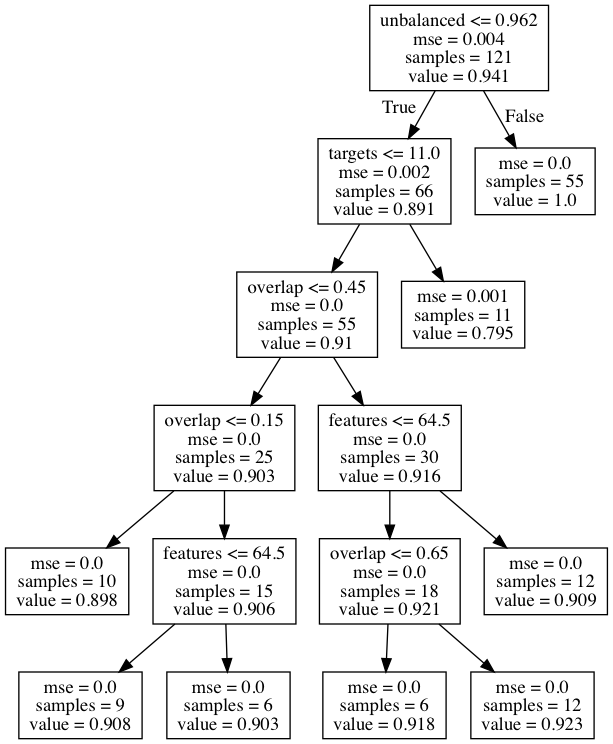 unbalanced <= 0.962
mse = 0.004
samples = 121
value = 0.941
True
False
targets <= 11.0
mse = 0.002
samples = 66
value = 0.891
mse = 0.0
samples = 55
value = 1.0
overlap <= 0.45
mse = 0.0
samples = 55
value = 0.91
mse = 0.001
samples = 11
value = 0.795
overlap <= 0.15
mse = 0.0
samples = 25
value = 0.903
features <= 64.5
mse = 0.0
samples = 30
value = 0.916
mse = 0.0
samples = 10
value = 0.898
features <= 64.5
mse = 0.0
samples = 15
value = 0.906
overlap <= 0.65
mse = 0.0
samples = 18
value = 0.921
mse = 0.0
samples = 12
value = 0.909
mse = 0.0
samples = 9
value = 0.908
mse = 0.0
samples = 6
value = 0.903
mse = 0.0
samples = 6
value = 0.918
mse = 0.0
samples = 12
value = 0.923